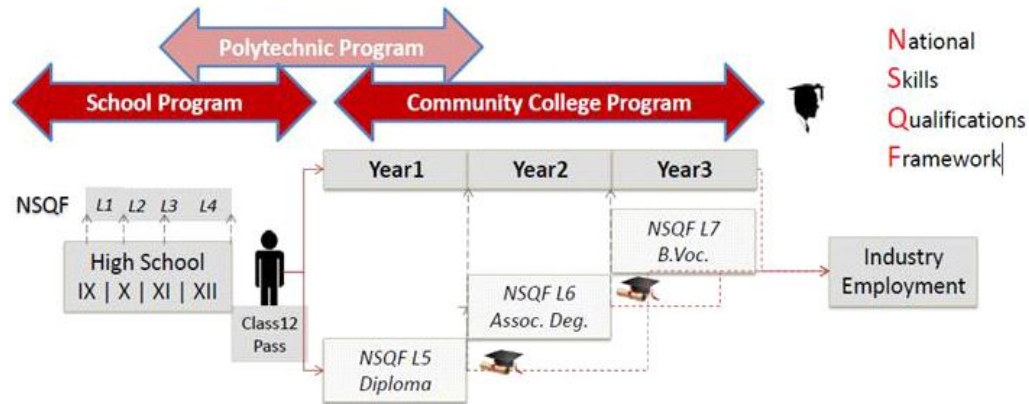 Polytechnic Program
School Program
Community College Program
National
Skills
Qualifications
Framework
Year1 Year2 Year3
NSQF L1 L2 L3 L4
High School
IX | X | XI | XII
Class12
Pass
NSQF L5
Diploma
NSQF L6
Assoc. Deg.
NSQF L7
B.Voc.
Industry
Employment